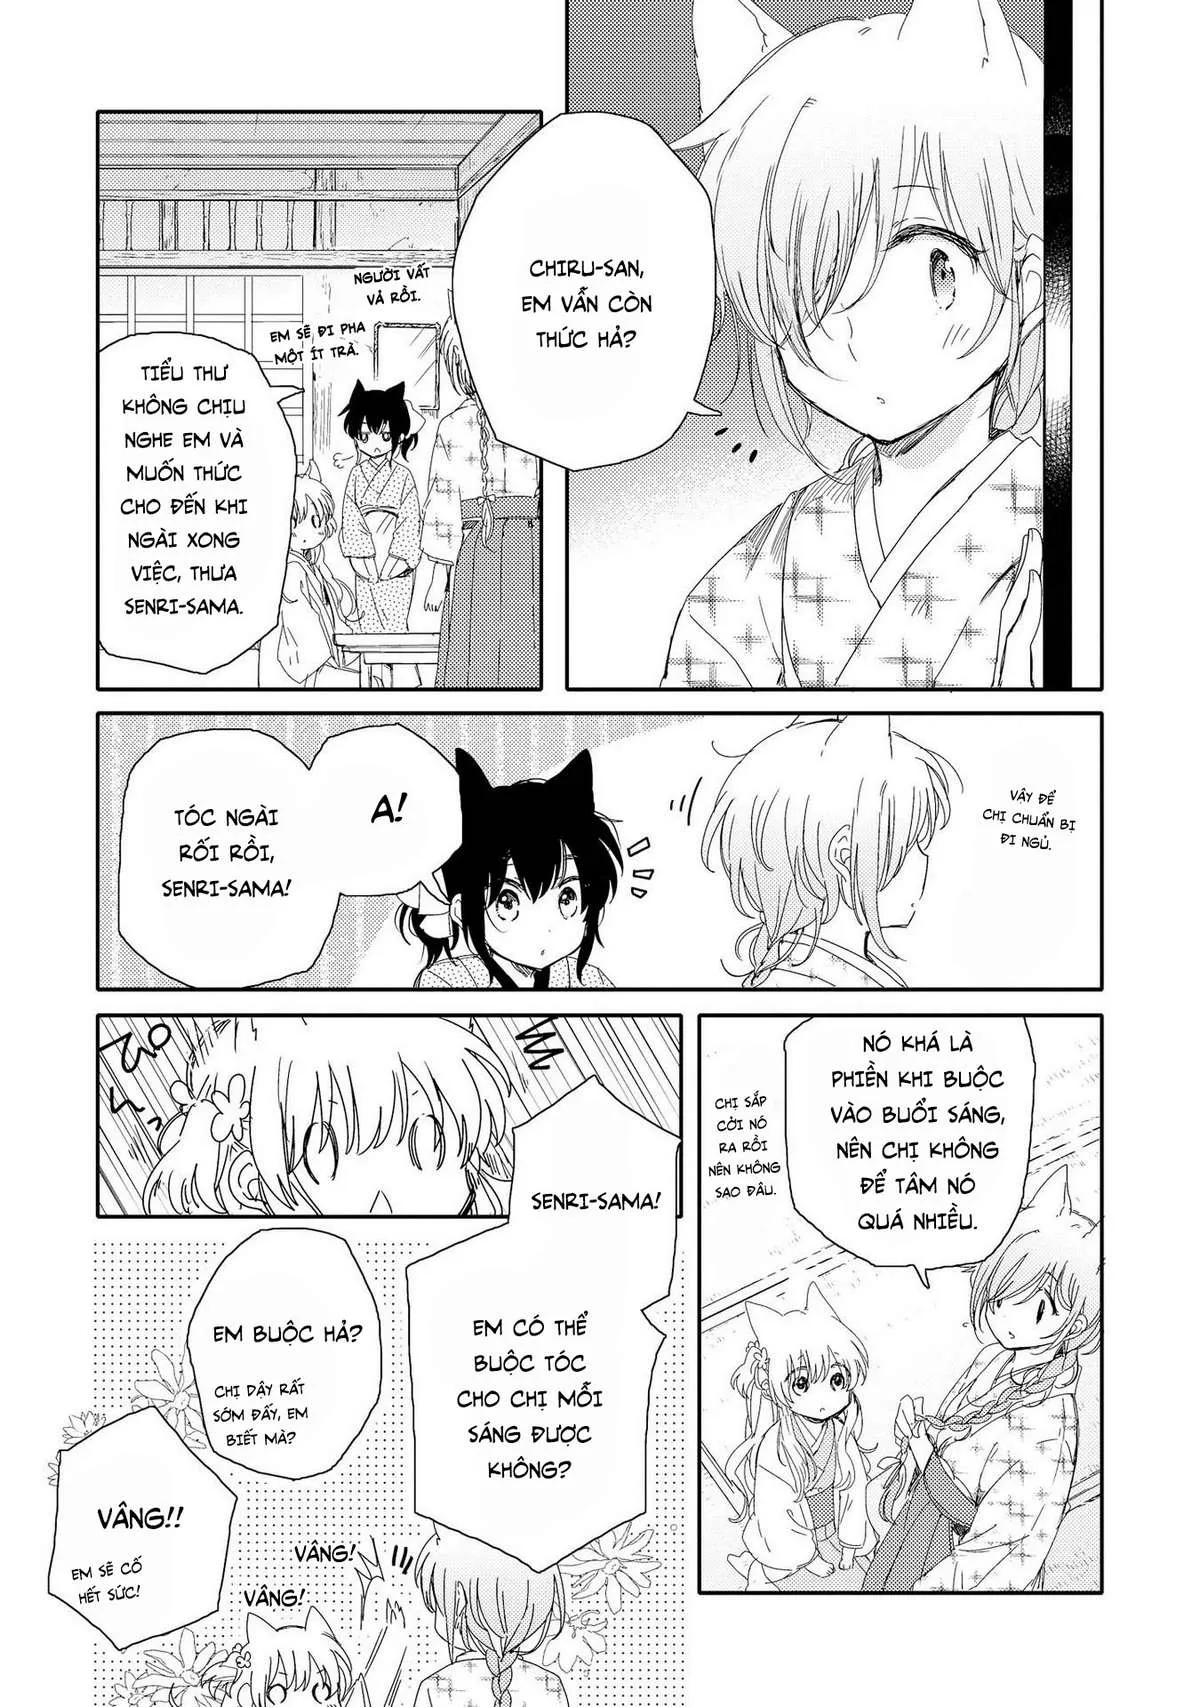 CHIRU-SAN,
EM VẪN CÒN
THỨC HẢ?
NGƯỜI VẤT
VẢ RỒI.
EM SẼ ĐI PHA
MỘT ÍT TRÀ.
TIỂU THƯ
KHÔNG CHỊU
NGHE EM VÀ
MUỐN THỨC
CHO ĐẾN KHI
NGÀI XONG
VIỆC, THƯA
SENRI-SAMA.
VẬY ĐỂ
CHỊ CHUẨN BỊ
ĐI NGỦ.
A!
TÓC NGÀI
RỐI RỒI,
SENRI-SAMA!
NÓ KHÁ LÀ
PHIỀN KHI BUỘC
VÀO BUỔI SÁNG,
NÊN CHỊ KHÔNG
ĐỂ TÂM NÓ
QUÁ NHIỀU.
CHỊ SẮP
CỞI NÓ
RA RỒI
NÊN KHÔNG
SAO ĐÂU.
SENRI-SAMA!
EM CÓ THỂ
BUỘC TÓC
CHO CHỊ MỖI
SÁNG ĐƯỢC
KHÔNG?
EM BUỘC HẢ?
CHỊ DẬY RẤT
SỚM ĐẤY, EM
BIẾT MÀ?
VÂNG!
VÂNG!
VÂNG!!
EM SẼ CỐ
HẾT SỨC!